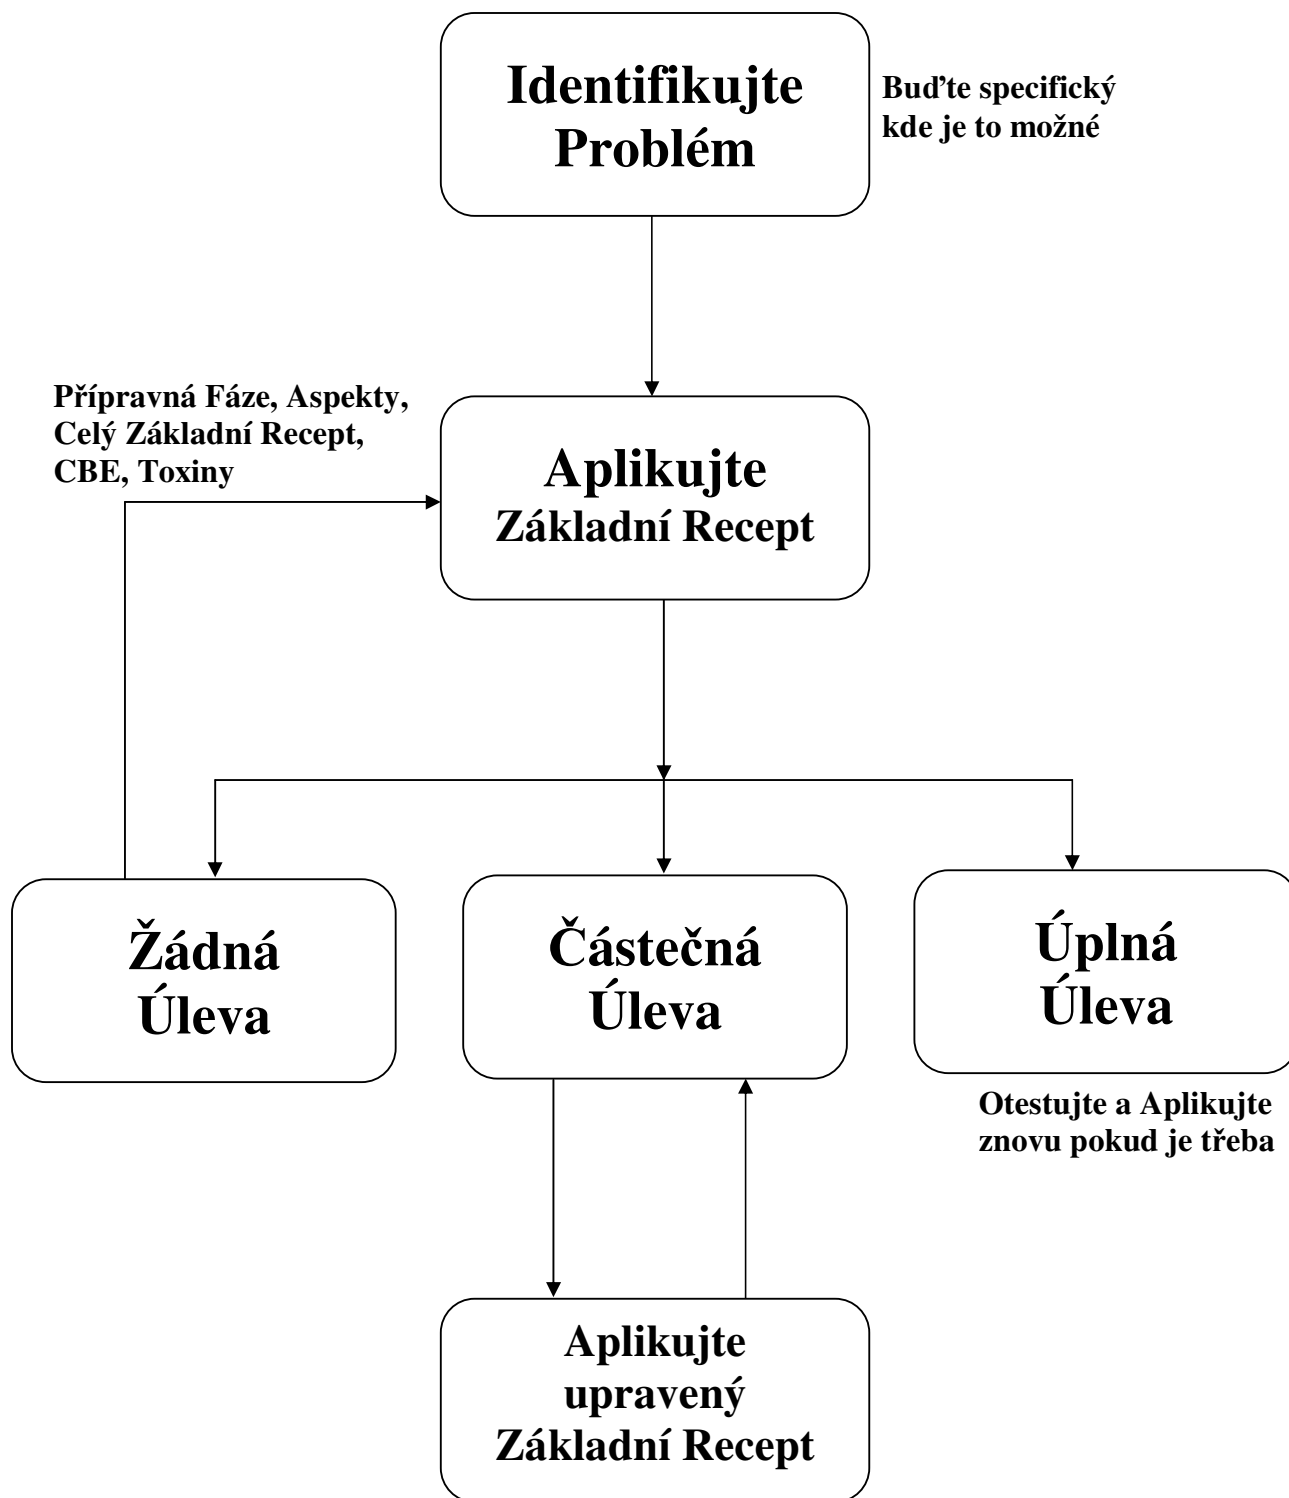 Identifikujte
Problém
Buďte specifický
kde je to možné
Přípravná Fáze, Aspekty,
Celý Základní Recept,
CBE, Toxiny
Aplikujte
Základní Recept
Žádná
Úleva
Částečná
Úleva
Úplná
Úleva
Otestujte a Aplikujte
znovu pokud je třeba
Aplikujte
upravený
Základní Recept